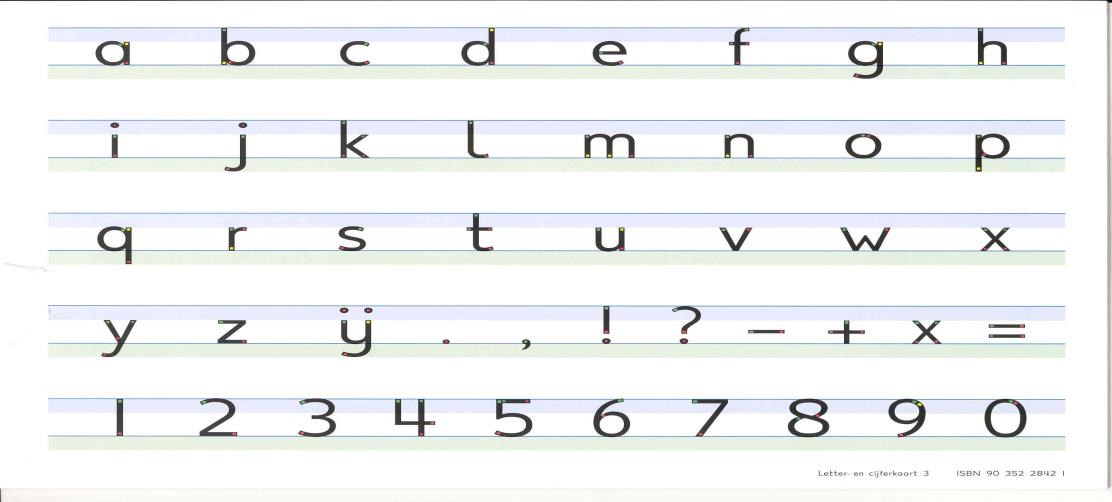 a b c d e f g h
i j k l m n o p
q r s t u v w x
y z ij . , ! ? − + x =
1 2 3 4 5 6 7 8 9 0
Letter- en cijferkaart 3 ISBN 90 352 2842 1